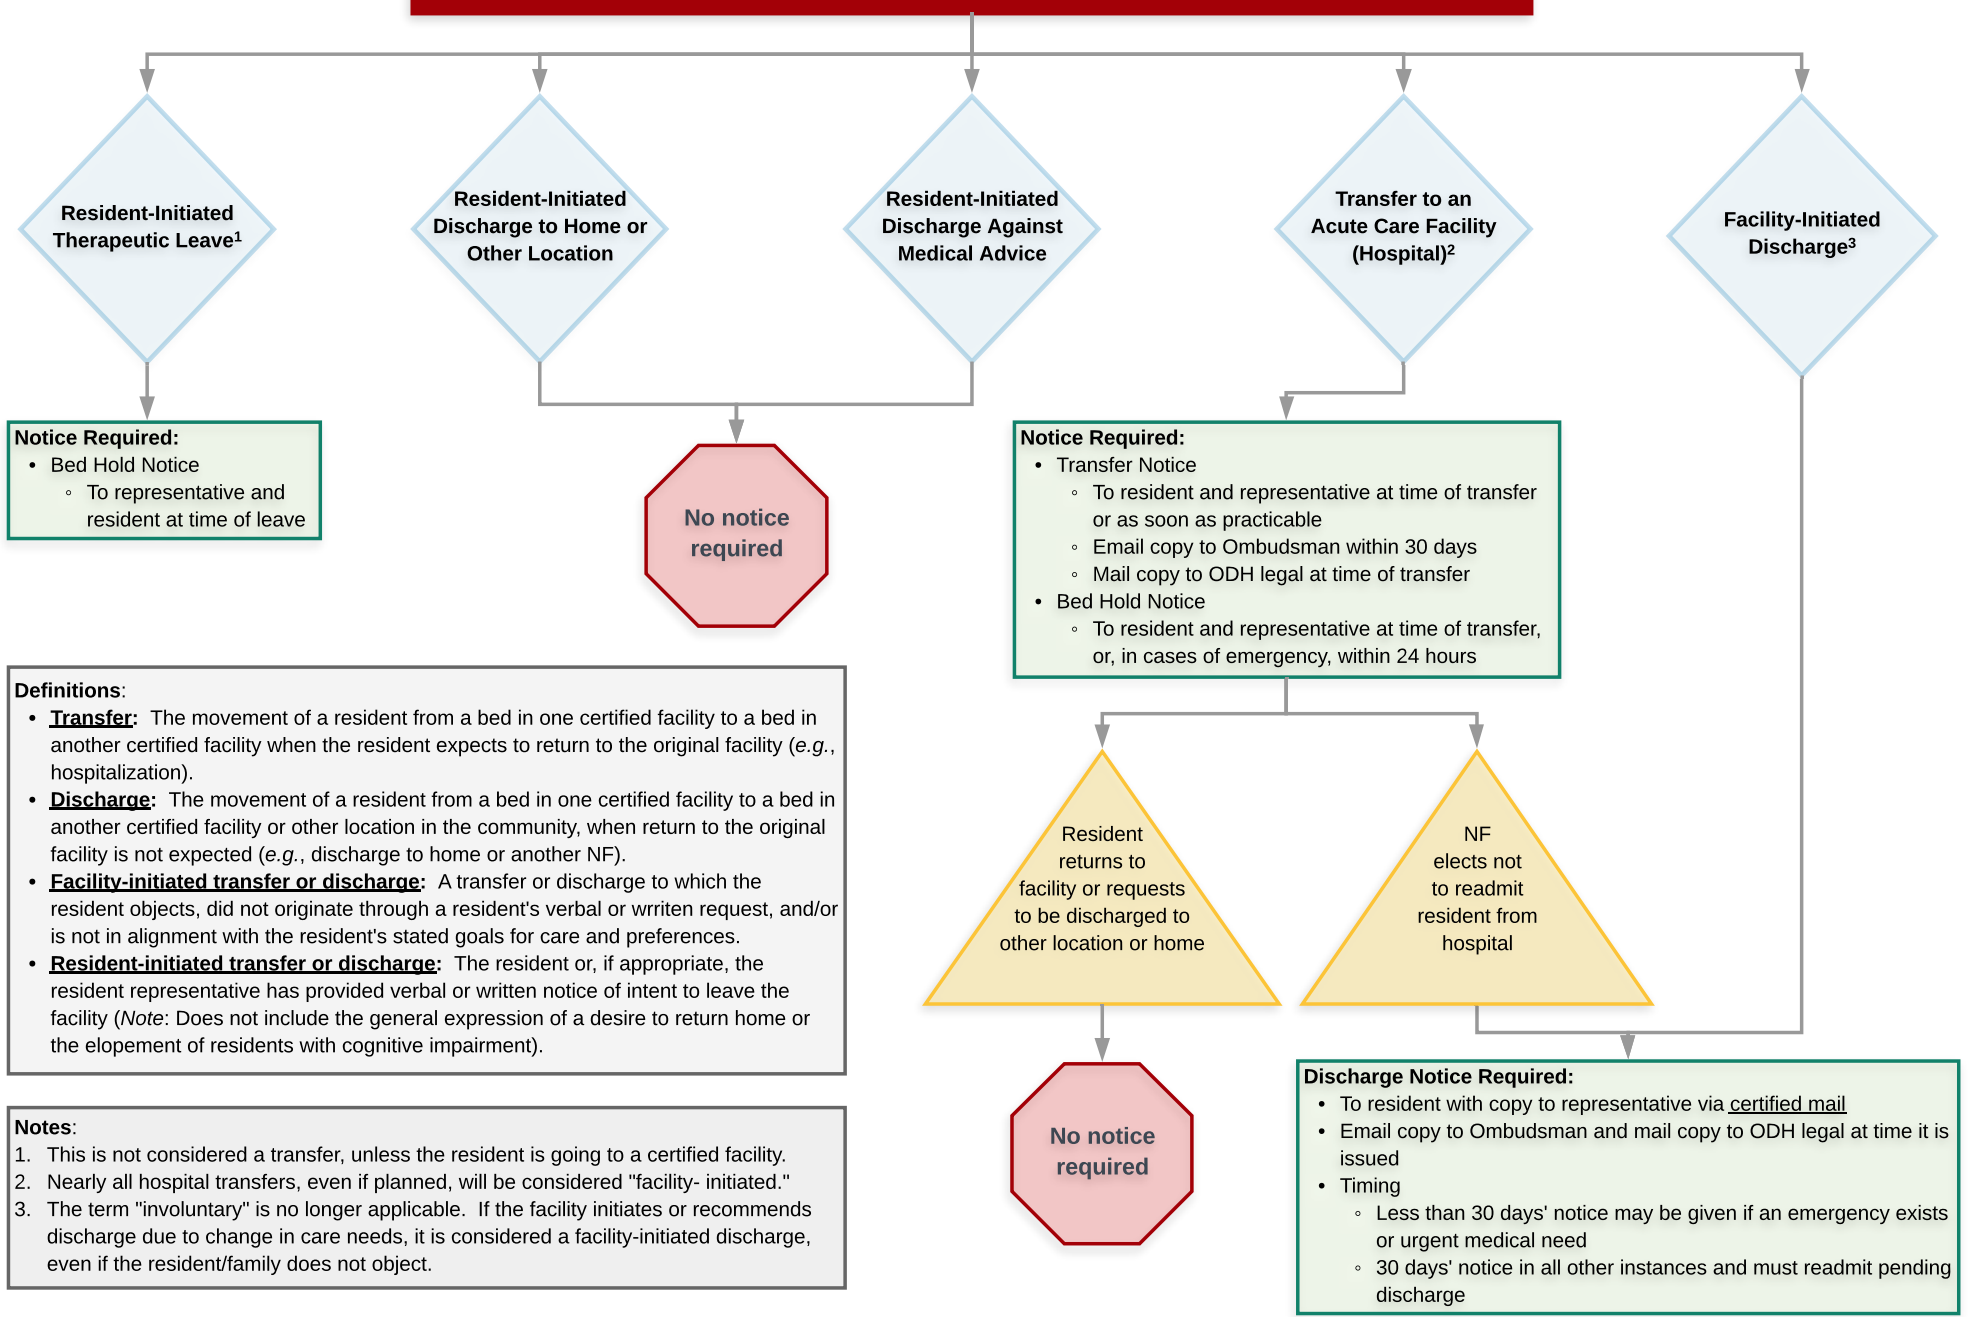 Resident-Initiated
Therapeutic Leave1
Resident-Initiated
Discharge to Home or
Other Location
Resident-Initiated
Discharge Against
Medical Advice
Transfer to an
Acute Care Facility
(Hospital)2
Facility-Initiated
Discharge3
Notice Required:
• Bed Hold Notice
◦ To representative and
resident at time of leave
No notice
required
Notice Required:
• Transfer Notice
◦ To resident and representative at time of transfer
or as soon as practicable
◦ Email copy to Ombudsman within 30 days
◦ Mail copy to ODH legal at time of transfer
• Bed Hold Notice
◦ To resident and representative at time of transfer,
or, in cases of emergency, within 24 hours
Definitions:
• Transfer: The movement of a resident from a bed in one certified facility to a bed in
another certified facility when the resident expects to return to the original facility (e.g.,
hospitalization).
• Discharge: The movement of a resident from a bed in one certified facility to a bed in
another certified facility or other location in the community, when return to the original
facility is not expected (e.g., discharge to home or another NF).
• Facility-initiated transfer or discharge: A transfer or discharge to which the
resident objects, did not originate through a resident's verbal or wrriten request, and/or
is not in alignment with the resident's stated goals for care and preferences.
• Resident-initiated transfer or discharge: The resident or, if appropriate, the
resident representative has provided verbal or written notice of intent to leave the
facility (Note: Does not include the general expression of a desire to return home or
the elopement of residents with cognitive impairment).
Resident
returns to
facility or requests
to be discharged to
other location or home
NF
elects not
to readmit
resident from
hospital
No notice
required
Discharge Notice Required:
• To resident with copy to representative via certified mail
• Email copy to Ombudsman and mail copy to ODH legal at time it is
issued
• Timing
◦ Less than 30 days' notice may be given if an emergency exists
or urgent medical need
◦ 30 days' notice in all other instances and must readmit pending
discharge
Notes:
1. This is not considered a transfer, unless the resident is going to a certified facility.
2. Nearly all hospital transfers, even if planned, will be considered "facility- initiated."
3. The term "involuntary" is no longer applicable. If the facility initiates or recommends
discharge due to change in care needs, it is considered a facility-initiated discharge,
even if the resident/family does not object.